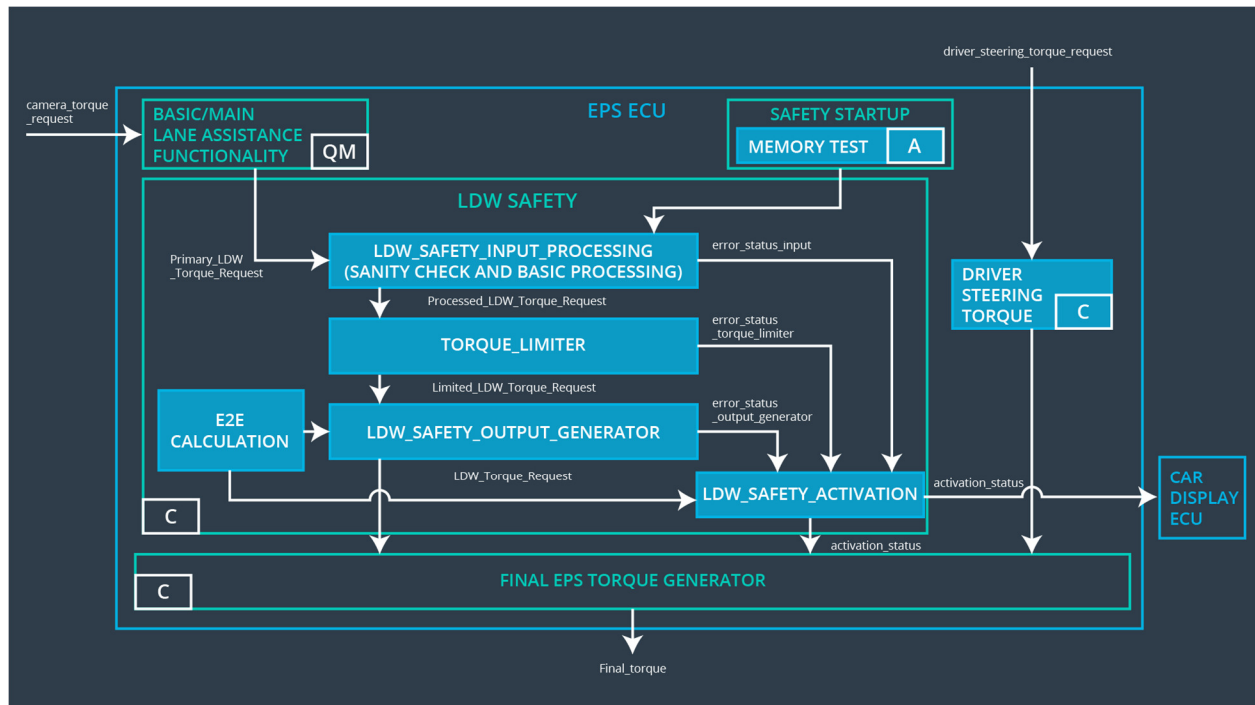 driver_steering_torque_request
camera_torque
_request
EPS ECU
BASIC/MAIN
LANE ASSISTANCE
FUNCTIONALITY
QM
SAFETY STARTUP
MEMORY TEST
A
LDW SAFETY
Primary_LDW
_Torque_Request
LDW_SAFETY_INPUT_PROCESSING
(SANITY CHECK AND BASIC PROCESSING)
error_status_input
DRIVER
STEERING
TORQUE
C
Processed_LDW_Torque_Request
TORQUE_LIMITER
error_status
_torque_limiter
Limited_LDW_Torque_Request
E2E
CALCULATION
LDW_SAFETY_OUTPUT_GENERATOR
error_status
_output_generator
LDW_Torque_Request
LDW_SAFETY_ACTIVATION
activation_status
CAR
DISPLAY
ECU
C
activation_status
FINAL EPS TORQUE GENERATOR
C
Final_torque